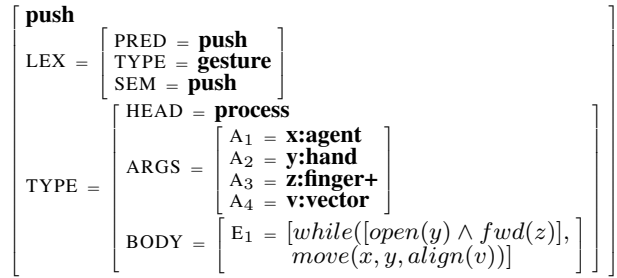 push
LEX = PRED = push
TYPE = gesture
SEM = push
TYPE = HEAD = process
ARGS = A1 = x:agent
A2 = y:hand
A3 = z:finger+
A4 = v:vector
BODY = E1 = [while([open(y) ∧ fwd(z)],
move(x, y, align(v))]